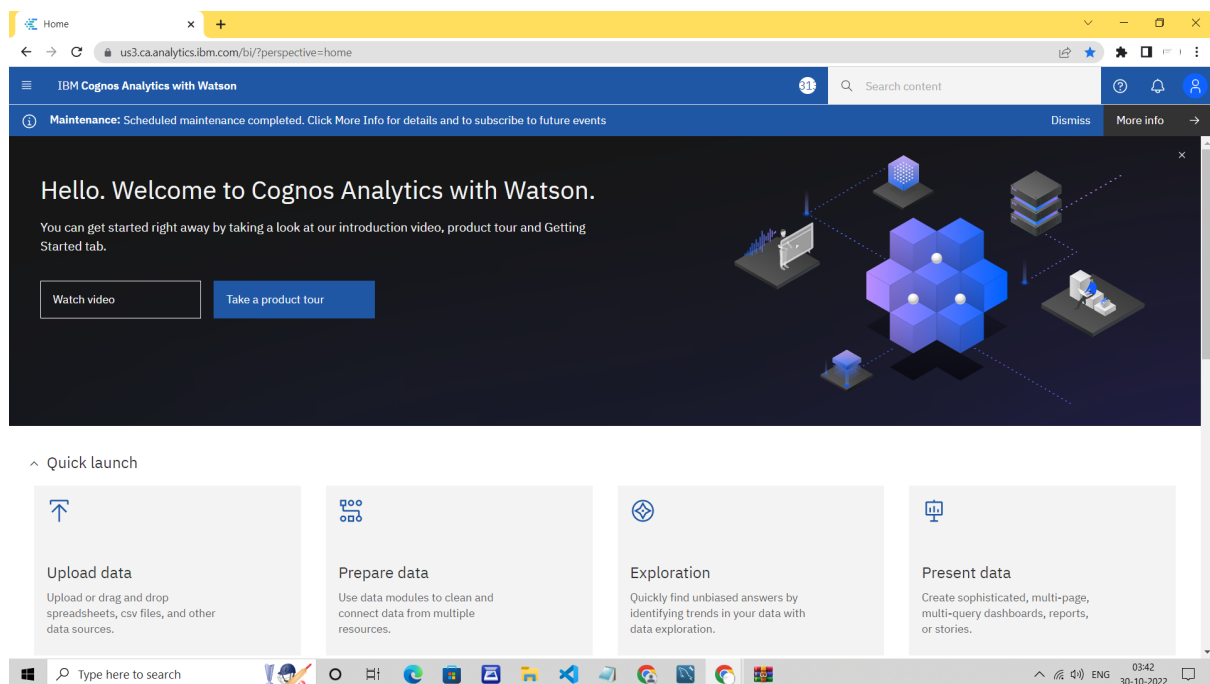 Home
us3.ca.analytics.ibm.com/bi/?perspective=home
IBM Cognos Analytics with Watson
Search content
Maintenance: Scheduled maintenance completed. Click More Info for details and to subscribe to future events
Dismiss
More info
Hello. Welcome to Cognos Analytics with Watson.
You can get started right away by taking a look at our introduction video, product tour and Getting
Started tab.
Watch video
Take a product tour
Quick launch
Upload data
Upload or drag and drop
spreadsheets, csv files, and other
data sources.
Prepare data
Use data modules to clean and
connect data from multiple
resources.
Exploration
Quickly find unbiased answers by
identifying trends in your data with
data exploration.
Present data
Create sophisticated, multi-page,
multi-query dashboards, reports,
or stories.
Type here to search
ENG
03:42
30-10-2022